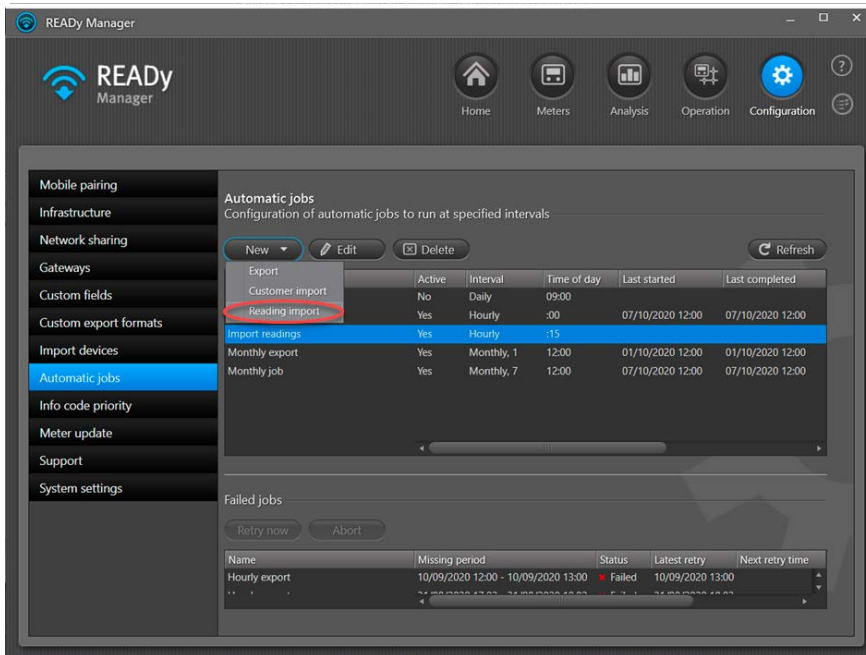 READy Manager
READy
Manager
Home Meters Analysis Operation Configuration
?
Mobile pairing
Infrastructure
Network sharing
Gateways
Custom fields
Custom export formats
Import devices
Automatic jobs
Info code priority
Meter update
Support
System settings
Automatic jobs
Configuration of automatic jobs to run at specified intervals
New Edit Delete Refresh
Export
Customer import
Reading import
Active Interval Time of day Last started Last completed
No Daily 09:00
Yes Hourly :00 07/10/2020 12:00 07/10/2020 12:00
Import readings Yes Hourly :15
Monthly export Yes Monthly, 1 12:00 01/10/2020 12:00 01/10/2020 12:00
Monthly job Yes Monthly, 7 12:00 07/10/2020 12:00 07/10/2020 12:00
Failed jobs
Retry now Abort
Name Missing period Status Latest retry Next retry time
Hourly export 10/09/2020 12:00 - 10/09/2020 13:00 Failed 10/09/2020 13:00